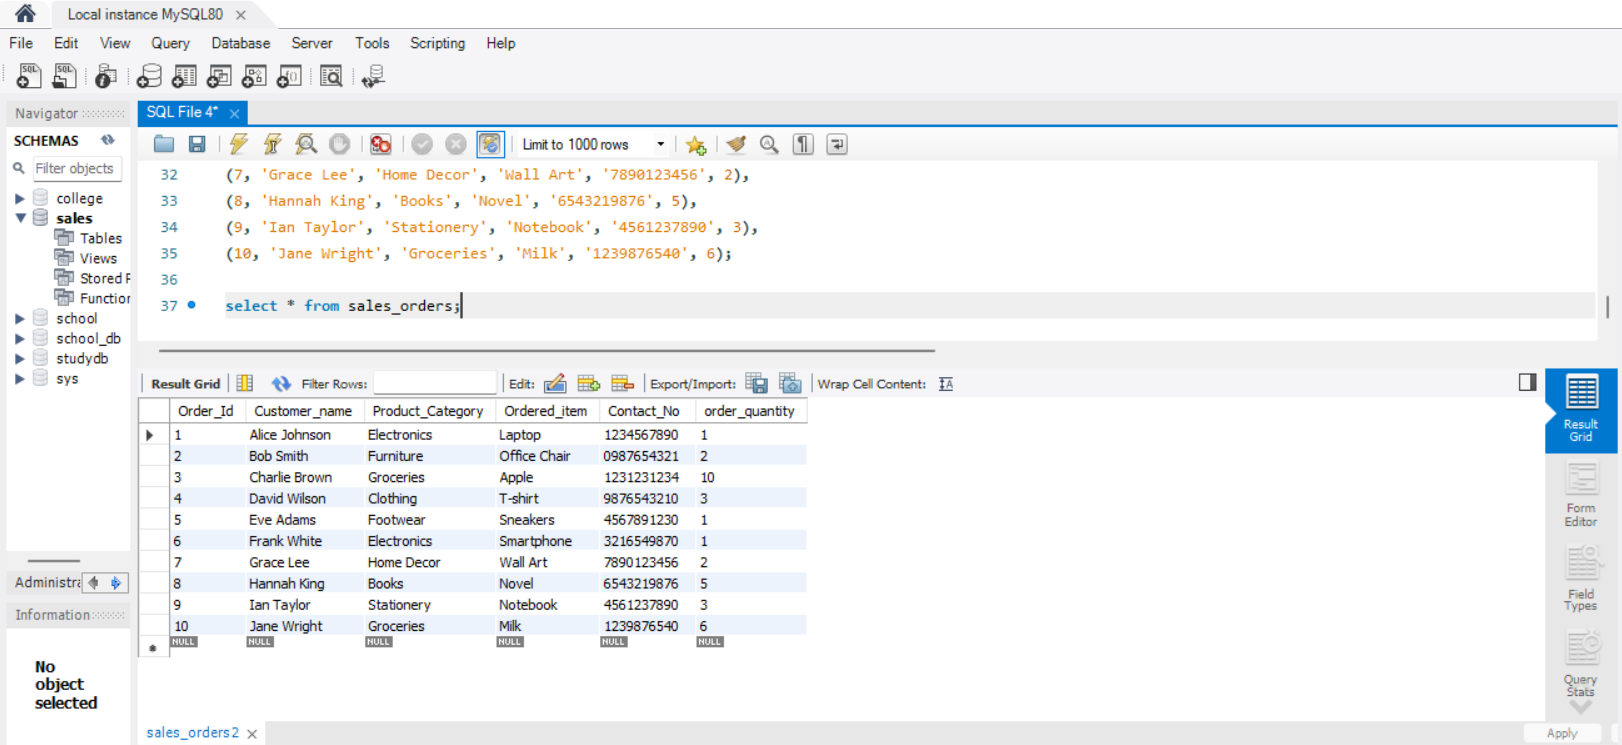 Local instance MySQL80
File Edit View Query Database Server Tools Scripting Help
Navigator
SQL File 4*
SCHEMAS
Limit to 1000 rows
Filter objects
college
sales
Tables
Views
Stored P
Function
school
school_db
studydb
sys
32 (7, 'Grace Lee', 'Home Decor', 'Wall Art', '7890123456', 2),
33 (8, 'Hannah King', 'Books', 'Novel', '6543219876', 5),
34 (9, 'Ian Taylor', 'Stationery', 'Notebook', '4561237890', 3),
35 (10, 'Jane Wright', 'Groceries', 'Milk', '1239876540', 6);
36
37 select * from sales_orders;
Result Grid Filter Rows: Edit: Export/Import: Wrap Cell Content:
Order_Id Customer_name Product_Category Ordered_item Contact_No order_quantity
1 Alice Johnson Electronics Laptop 1234567890 1
2 Bob Smith Furniture Office Chair 0987654321 2
3 Charlie Brown Groceries Apple 1231231234 10
4 David Wilson Clothing T-shirt 9876543210 3
5 Eve Adams Footwear Sneakers 4567891230 1
6 Frank White Electronics Smartphone 3216549870 1
7 Grace Lee Home Decor Wall Art 7890123456 2
8 Hannah King Books Novel 6543219876 5
9 Ian Taylor Stationery Notebook 4561237890 3
10 Jane Wright Groceries Milk 1239876540 6
NULL NULL NULL NULL NULL NULL
Result
Grid
Form
Editor
Field
Types
Query
Stats
Administra
Information
No
object
selected
sales_orders2
Apply